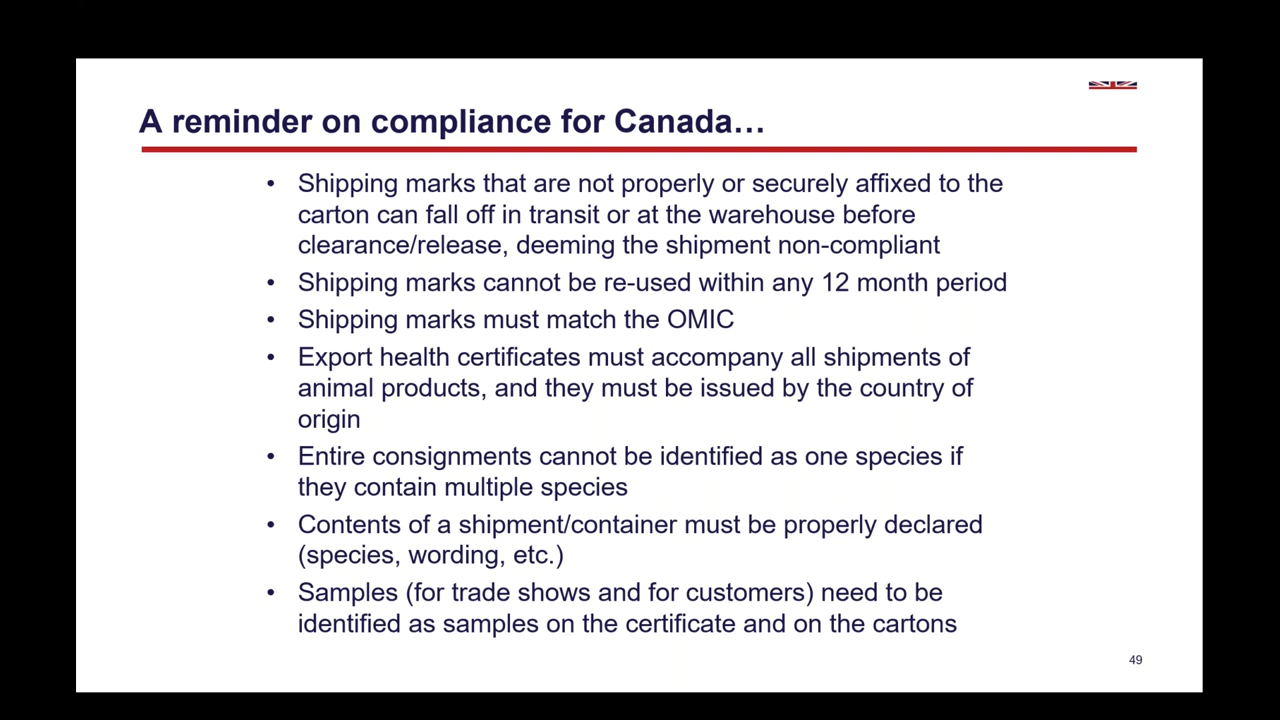 A reminder on compliance for Canada…
• Shipping marks that are not properly or securely affixed to the
carton can fall off in transit or at the warehouse before
clearance/release, deeming the shipment non-compliant
• Shipping marks cannot be re-used within any 12 month period
• Shipping marks must match the OMIC
• Export health certificates must accompany all shipments of
animal products, and they must be issued by the country of
origin
• Entire consignments cannot be identified as one species if
they contain multiple species
• Contents of a shipment/container must be properly declared
(species, wording, etc.)
• Samples (for trade shows and for customers) need to be
identified as samples on the certificate and on the cartons
49